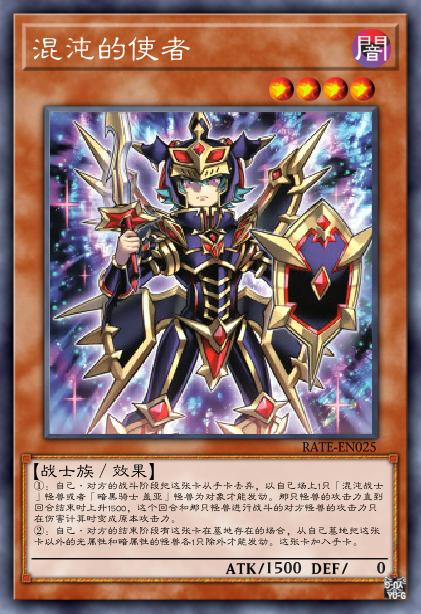 混沌的使者
闇
RATE-EN025
【战士族/效果】
①：自己·对方的战斗阶段把这张卡从手卡丢弃，以自己场上1只「混沌战士」
怪兽或者「暗黑骑士 盖亚」怪兽为对象才能发动。那只怪兽的攻击力直到
回合结束时上升1500，这个回合和那只怪兽进行战斗的对方怪兽的攻击力只
在伤害计算时变成原本攻击力。
②：自己·对方的结束阶段有这张卡在墓地存在的场合，从自己墓地把这张
卡以外的光属性和暗属性的怪兽各1只除外才能发动。这张卡加入手卡。
ATK/1500 DEF/ 0